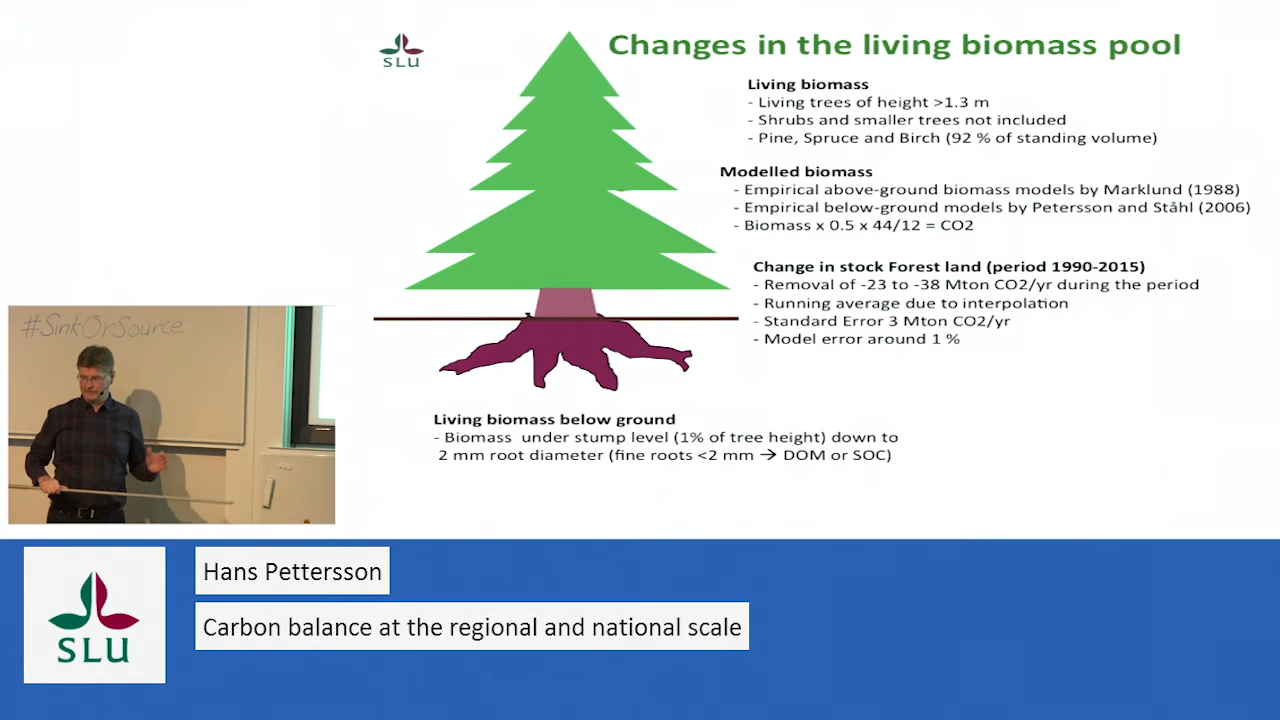 SLU
Changes in the living biomass pool
Living biomass
- Living trees of height >1.3 m
- Shrubs and smaller trees not included
- Pine, Spruce and Birch (92 % of standing volume)
Modelled biomass
- Empirical above-ground biomass models by Marklund (1988)
- Empirical below-ground models by Petersson and Ståhl (2006)
- Biomass x 0.5 x 44/12 = CO2
Change in stock Forest land (period 1990-2015)
- Removal of -23 to -38 Mton CO2/yr during the period
- Running average due to interpolation
- Standard Error 3 Mton CO2/yr
- Model error around 1 %
#SinkOrSource
Living biomass below ground
- Biomass under stump level (1% of tree height) down to
2 mm root diameter (fine roots <2 mm → DOM or SOC)
SLU
Hans Pettersson
Carbon balance at the regional and national scale